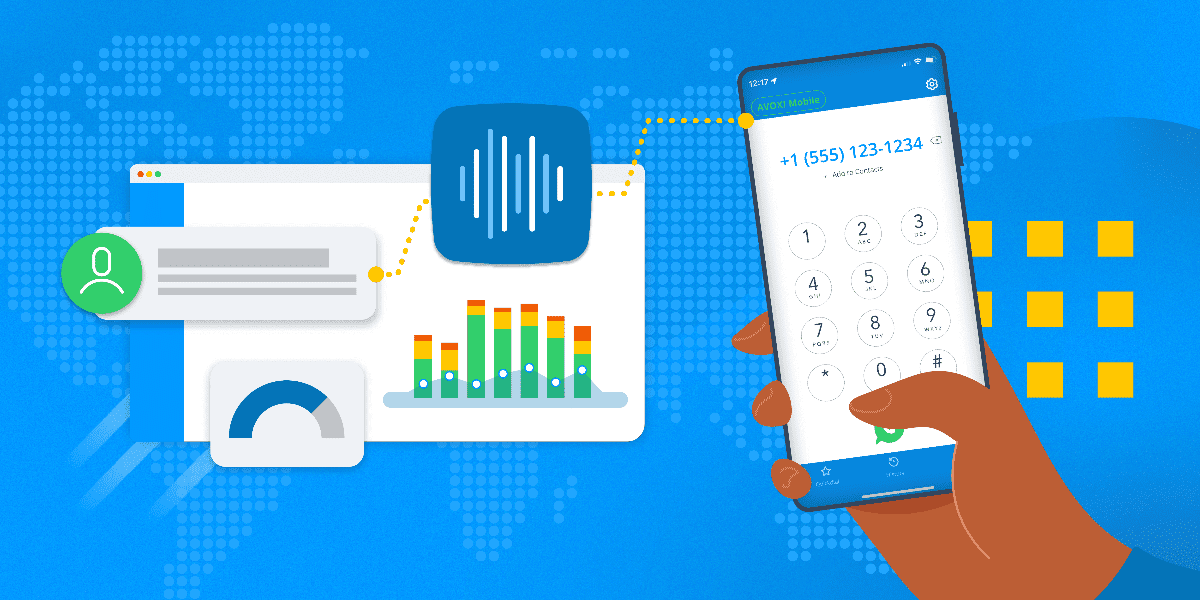 12:17
AVOXI Mobile
+1 (555) 123-1234
Add to Contacts
1 2 3
ABC DEF
4 5 6
GHI JKL MNO
7 8 9
PQRS TUV WXYZ
* 0 #